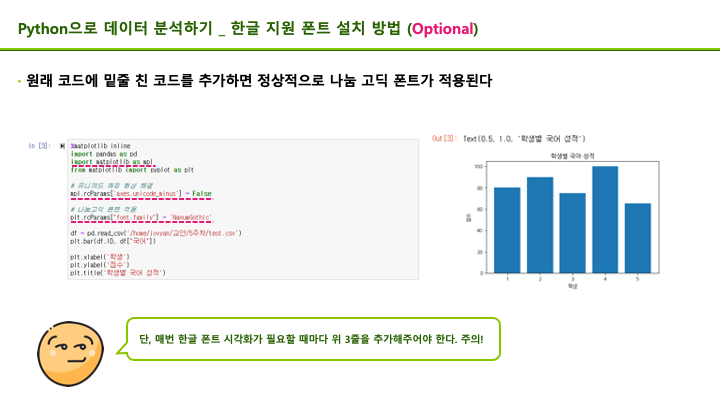 Python으로 데이터 분석하기 _ 한글 지원 폰트 설치 방법 (Optional)
· 원래 코드에 밑줄 친 코드를 추가하면 정상적으로 나눔 고딕 폰트가 적용된다
In [3]:
%matplotlib inline
import pandas as pd
import matplotlib as mpl
from matplotlib import pyplot as plt
# 유니코드 깨짐 현상 해결
mpl.rcParams['axes.unicode_minus'] = False
# 나눔고딕 폰트 적용
plt.rcParams["font.family"] = 'NanumGothic'
df = pd.read_csv('/home/jovyan/교안/5주차/test.csv')
plt.bar(df.ID, df["국어"])
plt.xlabel('학생')
plt.ylabel('점수')
plt.title('학생별 국어 성적')
Out[3]: Text(0.5, 1.0, '학생별 국어 성적')
학생별 국어 성적
100
80
60
40
20
0
점수
1 2 3 4 5
학생
단, 매번 한글 폰트 시각화가 필요할 때마다 위 3줄을 추가해주어야 한다. 주의!